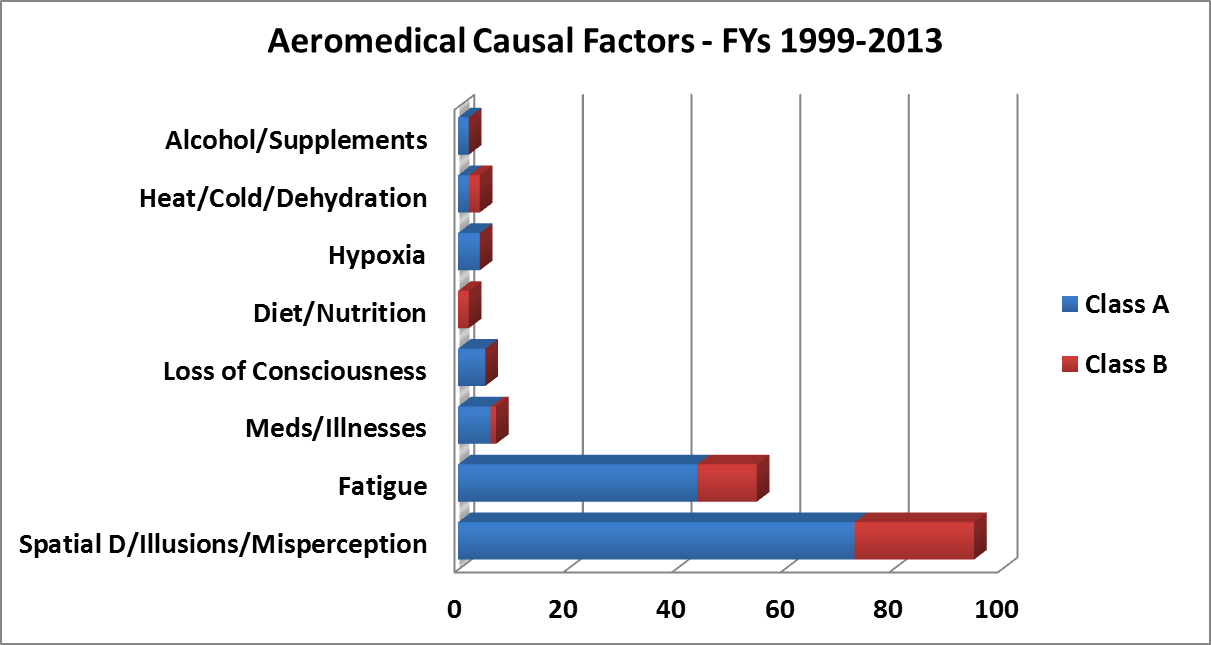 Aeromedical Causal Factors - FYs 1999-2013
Alcohol/Supplements
Heat/Cold/Dehydration
Hypoxia
Diet/Nutrition
Loss of Consciousness
Meds/Illnesses
Fatigue
Spatial D/Illusions/Misperception
0 20 40 60 80 100
Class A
Class B